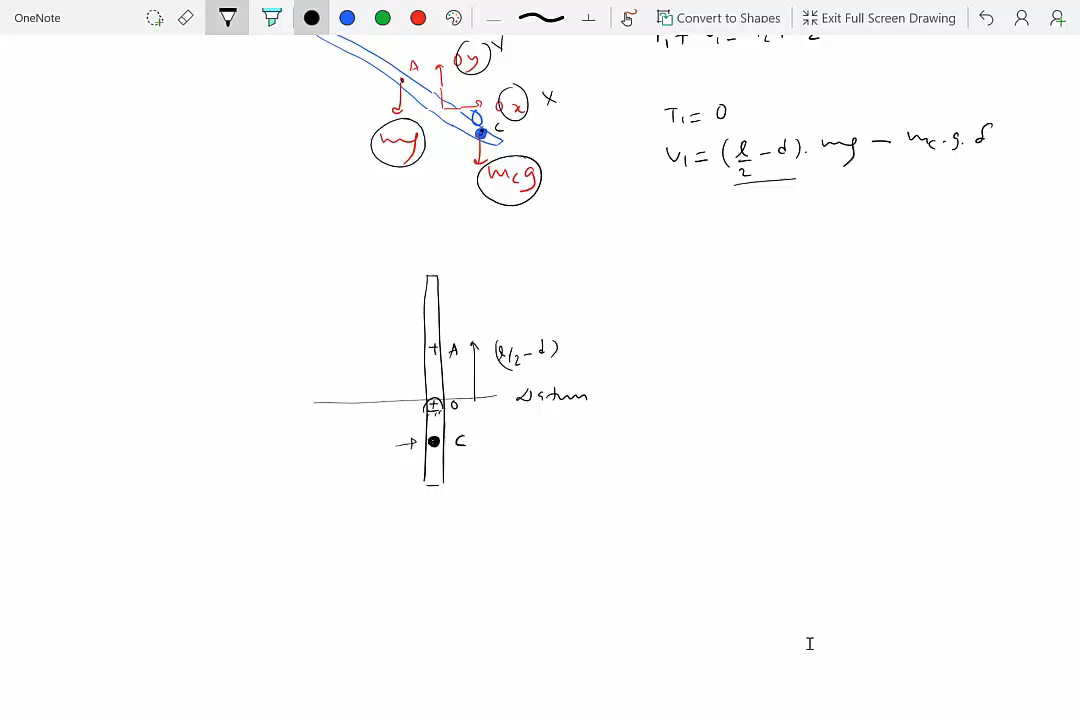 OneNote
Convert to Shapes
Exit Full Screen Drawing
A
Oy
Y
Ox
X
O
C
mg
mcg
T1 = 0
V1 = (l/2 - d) . mg - mc . g . d
A
(l/2 - d)
O
Datum
C